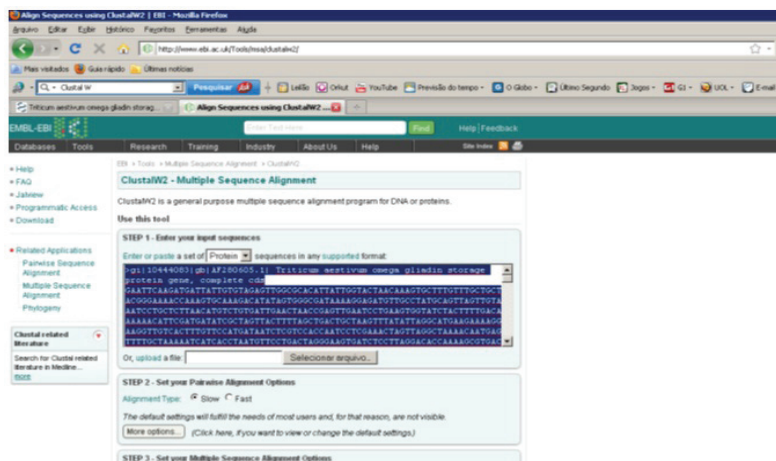 Align Sequences using ClustalW2 | EBI - Mozilla Firefox
Arquivo Editar Exibir Histórico Favoritos Ferramentas Ajuda
http://www.ebi.ac.uk/Tools/msa/clustalw2/
Mais visitados Guia rápido Últimas notícias
Clustal W Pesquisar Leilão Orkut YouTube Previsão do tempo O Globo Último Segundo Jogos G1 UOL E-mail
Triticum aestivum omega gliadin storag... Align Sequences using ClustalW2 ...
EMBL-EBI Enter Text Here Find Help | Feedback
Databases Tools Research Training Industry About Us Help Site Index
EBI > Tools > Multiple Sequence Alignment > ClustalW2
Help
FAQ
Jalview
Programmatic Access
Download
Related Applications
Pairwise Sequence
Alignment
Multiple Sequence
Alignment
Phylogeny
Clustal related
literature
Search for Clustal related
literature in Medline...
more
ClustalW2 - Multiple Sequence Alignment
ClustalW2 is a general purpose multiple sequence alignment program for DNA or proteins.
Use this tool
STEP 1 - Enter your input sequences
Enter or paste a set of Protein sequences in any supported format:
>gi|10444083|gb|AF280605.1| Triticum aestivum omega gliadin storage
protein gene, complete cds
Or, upload a file: Selecionar arquivo...
STEP 2 - Set your Pairwise Alignment Options
Alignment Type: Slow Fast
The default settings will fulfill the needs of most users and, for that reason, are not visible.
More options... (Click here, if you want to view or change the default settings.)
STEP 3 - Set your Multiple Sequence Alignment Options